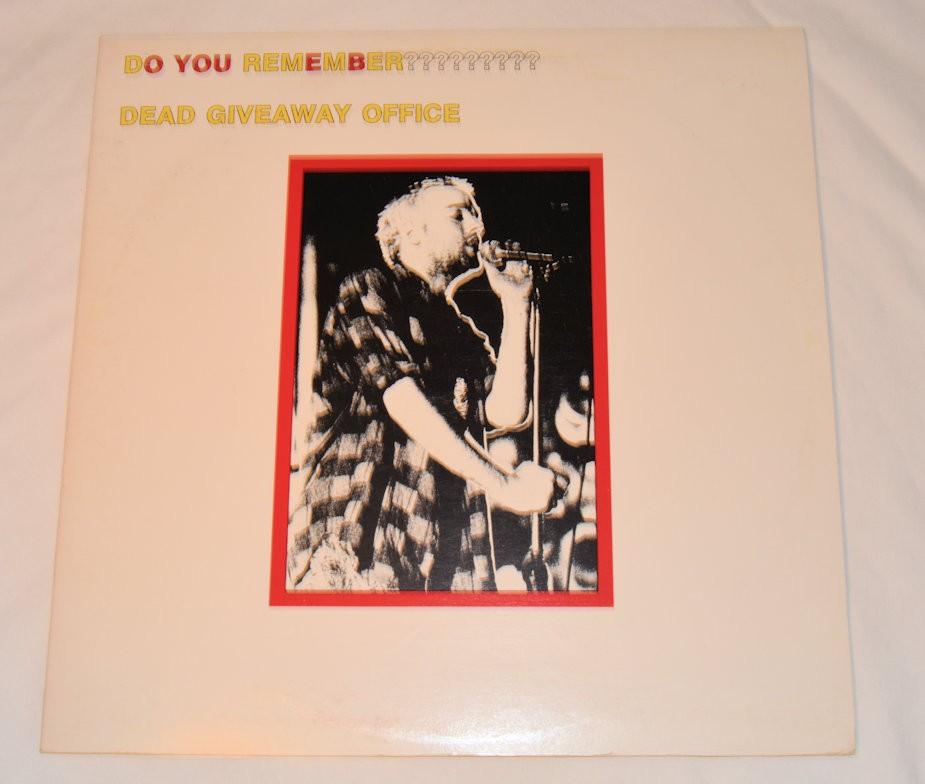 DO YOU REMEMBER?????????
DEAD GIVEAWAY OFFICE